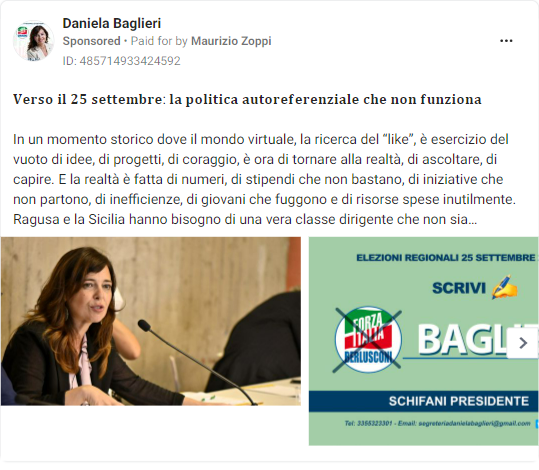 Daniela Baglieri
Sponsored • Paid for by Maurizio Zoppi
ID: 485714933424592
Verso il 25 settembre: la politica autoreferenziale che non funziona
In un momento storico dove il mondo virtuale, la ricerca del "like", è esercizio del
vuoto di idee, di progetti, di coraggio, è ora di tornare alla realtà, di ascoltare, di
capire. E la realtà è fatta di numeri, di stipendi che non bastano, di iniziative che
non partono, di inefficienze, di giovani che fuggono e di risorse spese inutilmente.
Ragusa e la Sicilia hanno bisogno di una vera classe dirigente che non sia...
ELEZIONI REGIONALI 25 SETTEMBRE
SCRIVI ✍
FORZA
ITALIA
BERLUSCONI
BAGLI
SCHIFANI PRESIDENTE
Tel: 3355323301 - Email: segreteriadanielabaglieri@gmail.com